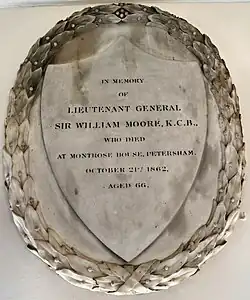 IN MEMORY
OF
LIEUTENANT GENERAL
SIR WILLIAM MOORE, K.C.B.,
WHO DIED
AT MONTROSE HOUSE, PETERSHAM,
OCTOBER 21ST 1862,
AGED 66.